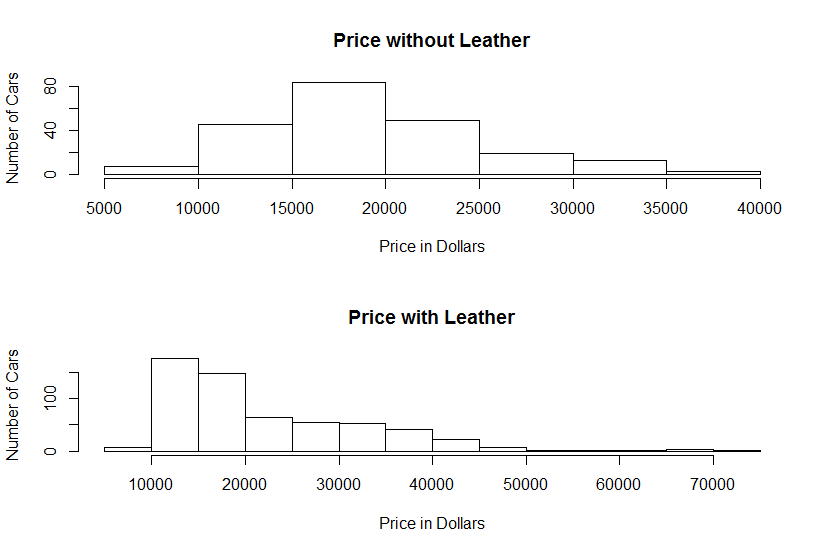 Price without Leather
Number of Cars
80
40
0
5000 10000 15000 20000 25000 30000 35000 40000
Price in Dollars
Price with Leather
Number of Cars
100
0
10000 20000 30000 40000 50000 60000 70000
Price in Dollars